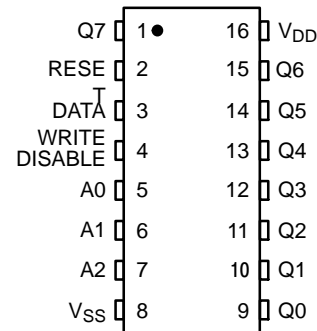 Q7 1 16 VDD
RESE 2 15 Q6
T
DATA 3 14 Q5
WRITE
DISABLE 4 13 Q4
A0 5 12 Q3
A1 6 11 Q2
A2 7 10 Q1
VSS 8 9 Q0